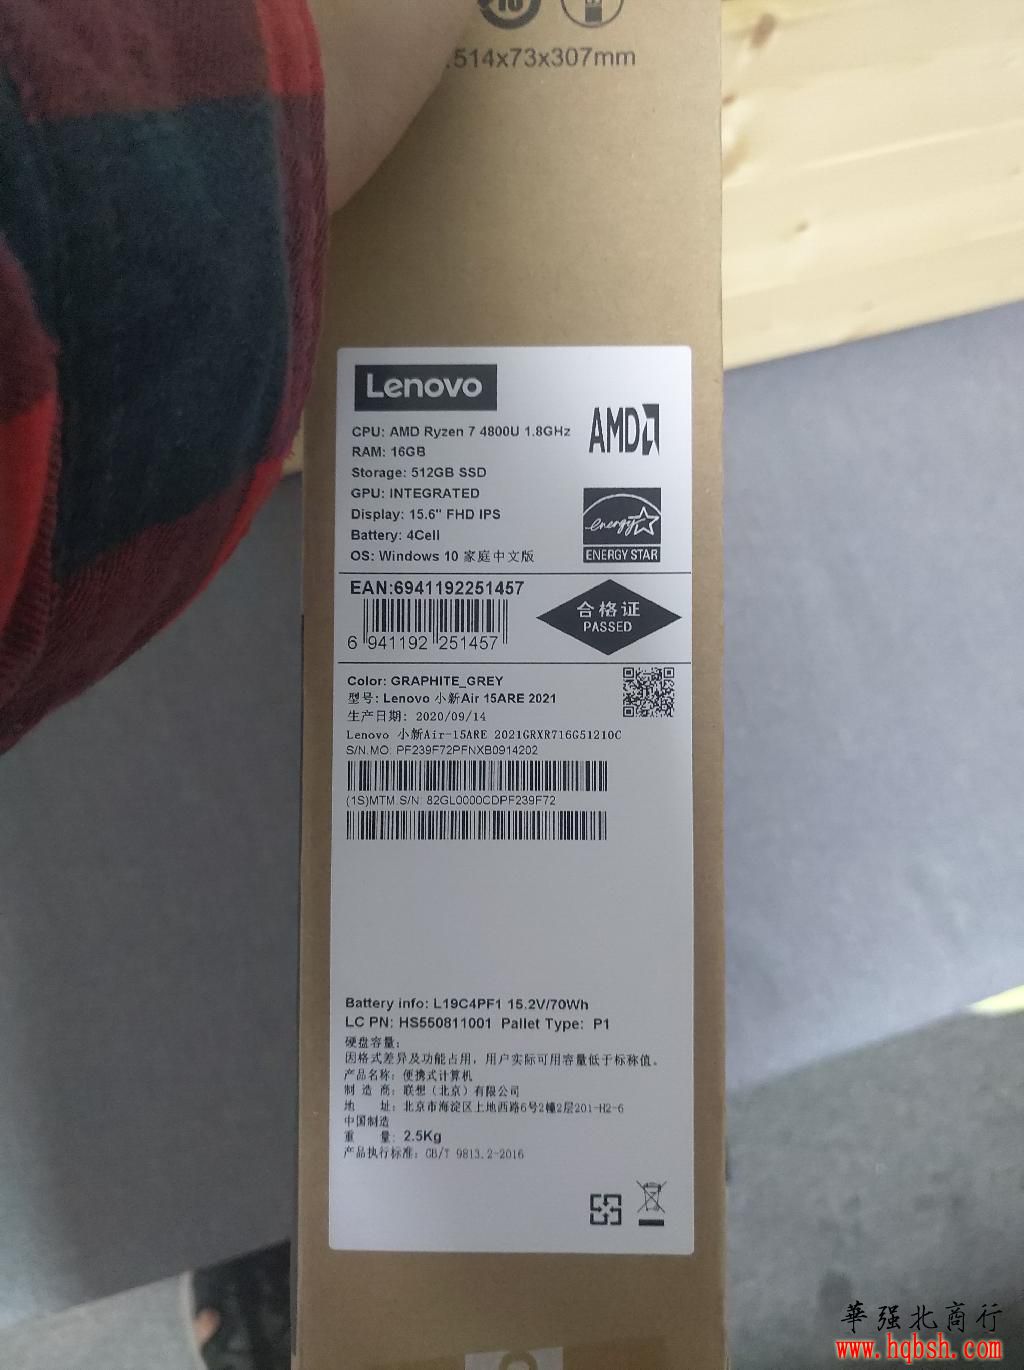 10
514x73x307mm
Lenovo
CPU: AMD Ryzen 7 4800U 1.8GHz
RAM: 16GB
Storage: 512GB SSD
GPU: INTEGRATED
Display: 15.6" FHD IPS
Battery: 4Cell
OS: Windows 10 家庭中文版
AMD
energy
ENERGY STAR
EAN:6941192251457
6 941192 251457
合格证
PASSED
Color: GRAPHITE_GREY
型号: Lenovo 小新Air 15ARE 2021
生产日期: 2020/09/14
Lenovo 小新Air-15ARE 2021GRXR716G51210C
S/N.MO: PF239F72PFNXB0914202
(1S)MTM S/N: 82GL0000CDPF239F72
Battery info: L19C4PF1 15.2V/70Wh
LC PN: HS550811001 Pallet Type: P1
硬盘容量:
因格式差异及功能占用，用户实际可用容量低于标称值。
产品名称: 便携式计算机
制 造 商: 联想（北京）有限公司
地 址: 北京市海淀区上地西路6号2幢2层201-H2-6
中国制造
重 量: 2.5Kg
产品执行标准: GB/T 9813.2-2016
華强北商行
www.hqbsh.com